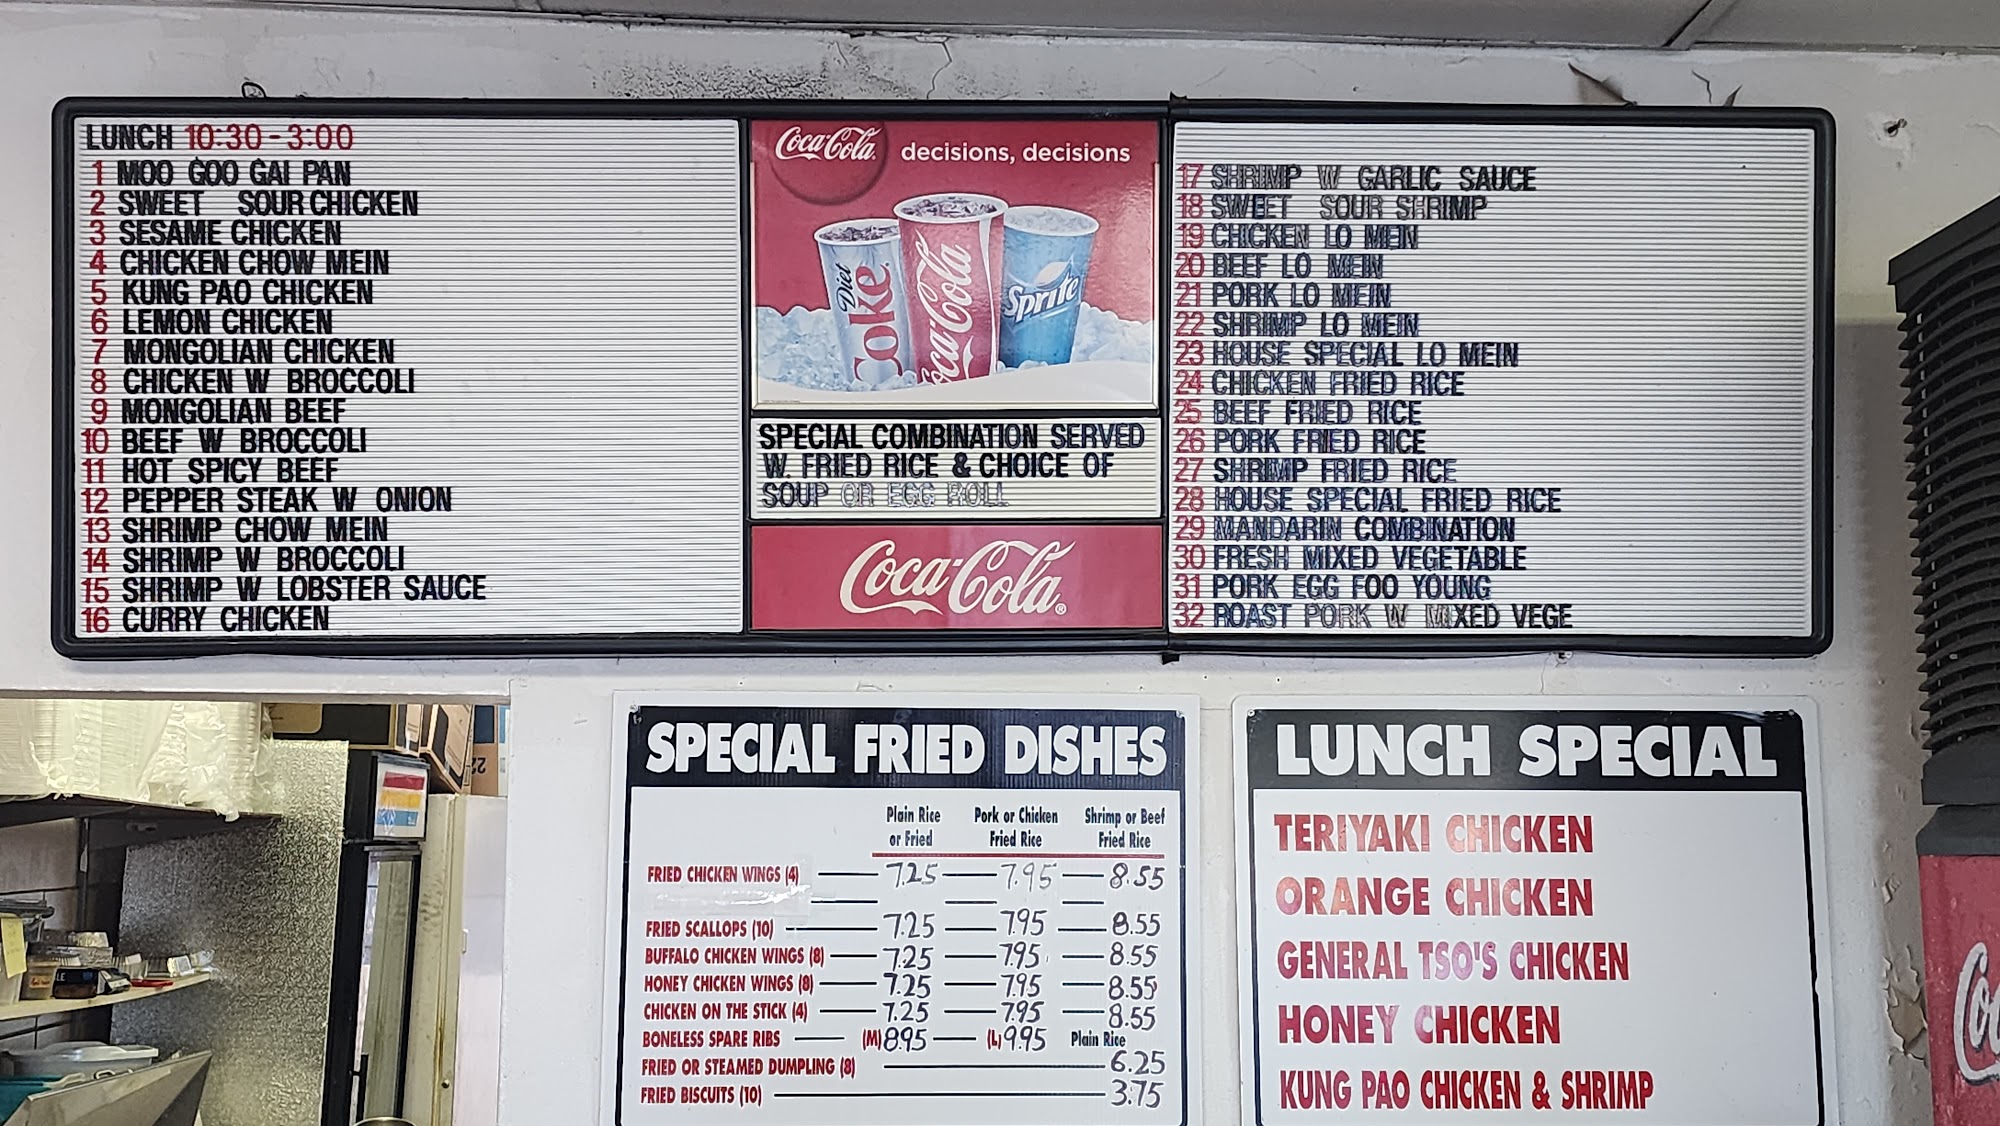 LUNCH 10:30-3:00
1 MOO GOO GAI PAN
2 SWEET SOUR CHICKEN
3 SESAME CHICKEN
4 CHICKEN CHOW MEIN
5 KUNG PAO CHICKEN
6 LEMON CHICKEN
7 MONGOLIAN CHICKEN
8 CHICKEN W BROCCOLI
9 MONGOLIAN BEEF
10 BEEF W BROCCOLI
11 HOT SPICY BEEF
12 PEPPER STEAK W ONION
13 SHRIMP CHOW MEIN
14 SHRIMP W BROCCOLI
15 SHRIMP W LOBSTER SAUCE
16 CURRY CHICKEN
Coca-Cola decisions, decisions
Diet Coke
Coca-Cola
Sprite
SPECIAL COMBINATION SERVED
W. FRIED RICE & CHOICE OF
SOUP OR EGG ROLL
Coca-Cola®
17 SHRIMP W GARLIC SAUCE
18 SWEET SOUR SHRIMP
19 CHICKEN LO MEIN
20 BEEF LO MEIN
21 PORK LO MEIN
22 SHRIMP LO MEIN
23 HOUSE SPECIAL LO MEIN
24 CHICKEN FRIED RICE
25 BEEF FRIED RICE
26 PORK FRIED RICE
27 SHRIMP FRIED RICE
28 HOUSE SPECIAL FRIED RICE
29 MANDARIN COMBINATION
30 FRESH MIXED VEGETABLE
31 PORK EGG FOO YOUNG
32 ROAST PORK W MIXED VEGE
SPECIAL FRIED DISHES
Plain Rice Pork or Chicken Shrimp or Beef
or Fried Fried Rice Fried Rice
FRIED CHICKEN WINGS (4) 7.25 7.95 8.55
FRIED SCALLOPS (10) 7.25 7.95 8.55
BUFFALO CHICKEN WINGS (8) 7.25 7.95 8.55
HONEY CHICKEN WINGS (8) 7.25 7.95 8.55
CHICKEN ON THE STICK (4) 7.25 7.95 8.55
BONELESS SPARE RIBS (M) 8.95 (L) 9.95 Plain Rice
FRIED OR STEAMED DUMPLING (8) 6.25
FRIED BISCUITS (10) 3.75
LUNCH SPECIAL
TERIYAKI CHICKEN
ORANGE CHICKEN
GENERAL TSO'S CHICKEN
HONEY CHICKEN
KUNG PAO CHICKEN & SHRIMP